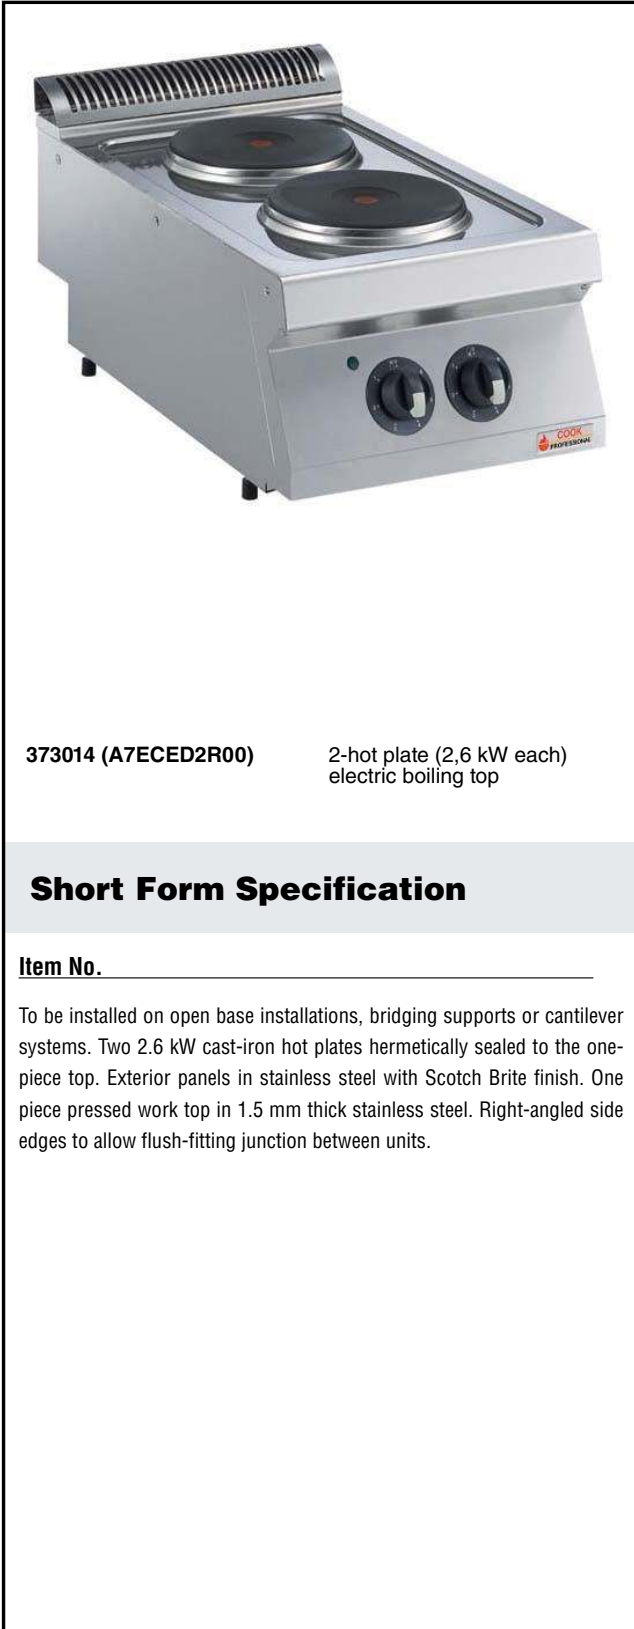 COOK
PROFESSIONAL
373014 (A7ECED2R00)
2-hot plate (2,6 kW each)
electric boiling top
Short Form Specification
Item No.
To be installed on open base installations, bridging supports or cantilever
systems. Two 2.6 kW cast-iron hot plates hermetically sealed to the one-
piece top. Exterior panels in stainless steel with Scotch Brite finish. One
piece pressed work top in 1.5 mm thick stainless steel. Right-angled side
edges to allow flush-fitting junction between units.